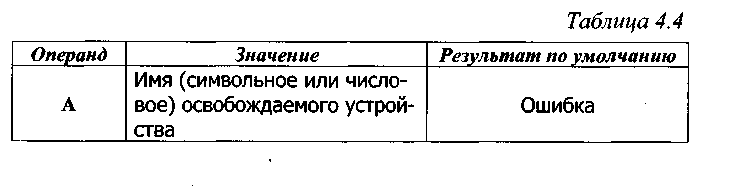 Таблица 4.4
Операнд Значение Результат по умолчанию
А Имя (символьное или число-
вое) освобождаемого устрой- Ошибка
ства